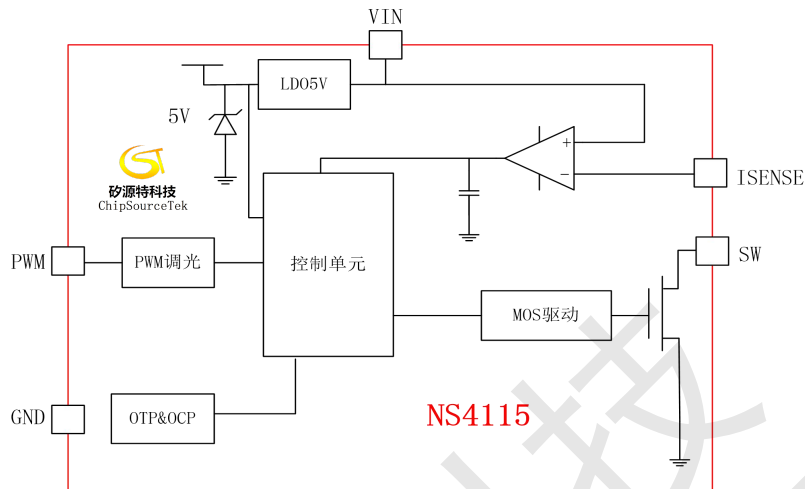 VIN
LDO5V
5V
矽源特科技
ChipSourceTek
ISENSE
PWM
PWM调光
控制单元
SW
MOS驱动
GND
OTP&OCP
NS4115